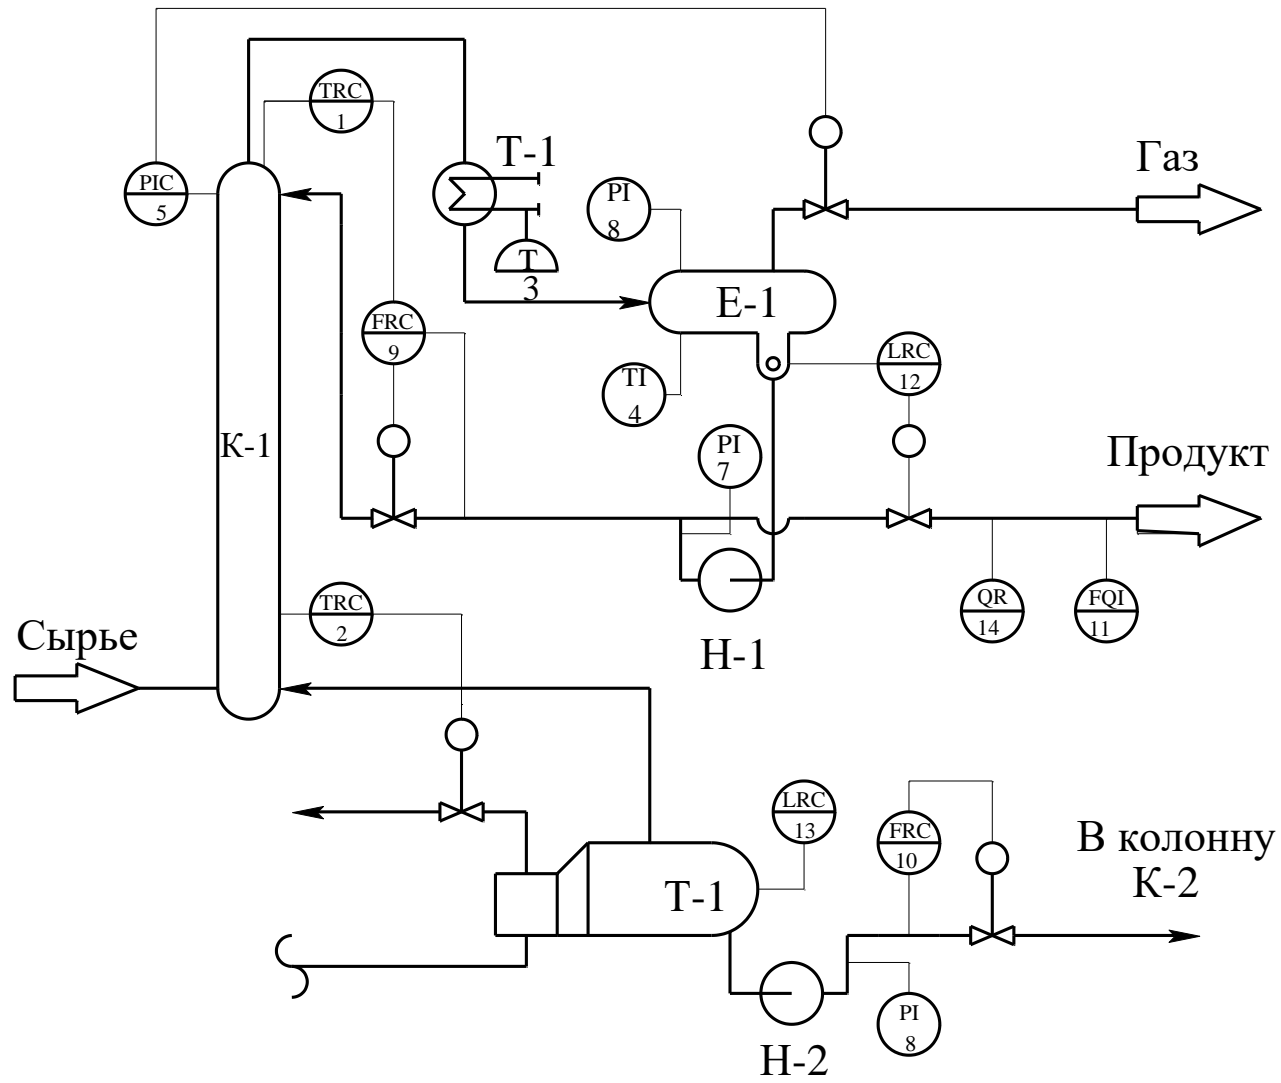 TRC
1
Т-1
Газ
PIC
5
PI
8
T
3
Е-1
FRC
9
LRC
12
TI
4
К-1
PI
7
Продукт
TRC
2
QR
14
FQI
11
Сырье
Н-1
LRC
13
FRC
10
В колонну
К-2
Т-1
PI
8
Н-2